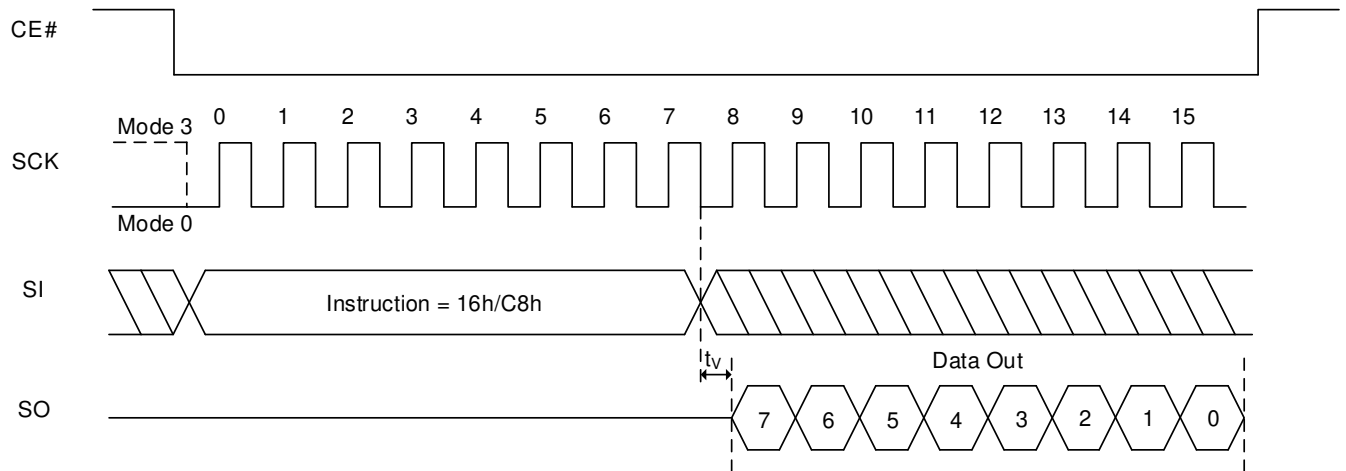 CE#
Mode 3
0 1 2 3 4 5 6 7 8 9 10 11 12 13 14 15
SCK
Mode 0
SI
Instruction = 16h/C8h
tV
Data Out
SO
7 6 5 4 3 2 1 0